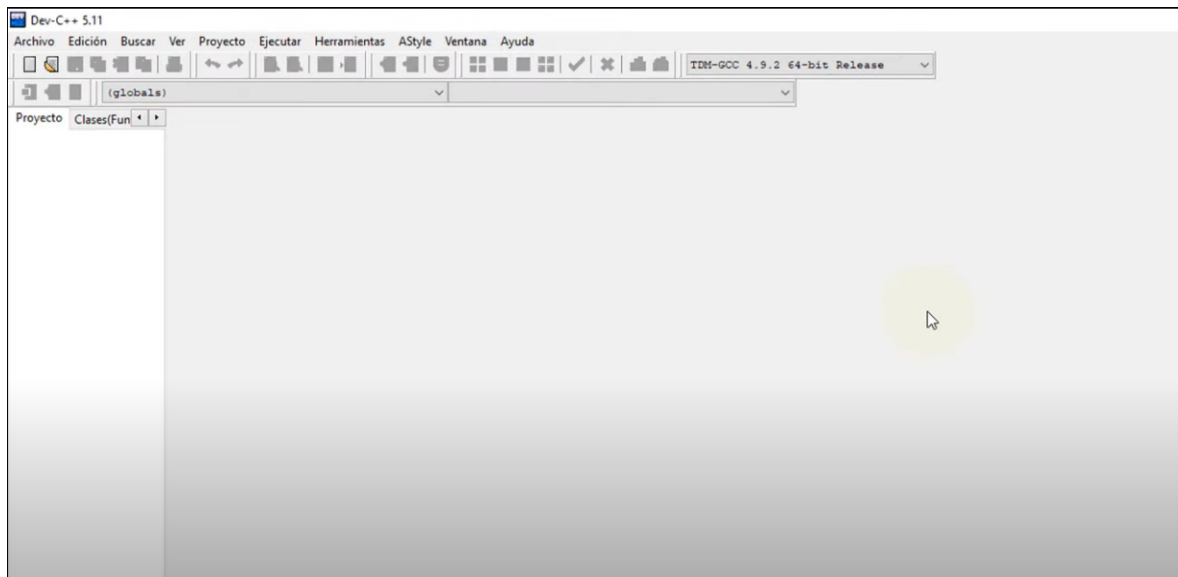 Dev-C++ 5.11
Archivo Edición Buscar Ver Proyecto Ejecutar Herramientas AStyle Ventana Ayuda
TDM-GCC 4.9.2 64-bit Release
(globals)
Proyecto Clases(Fun